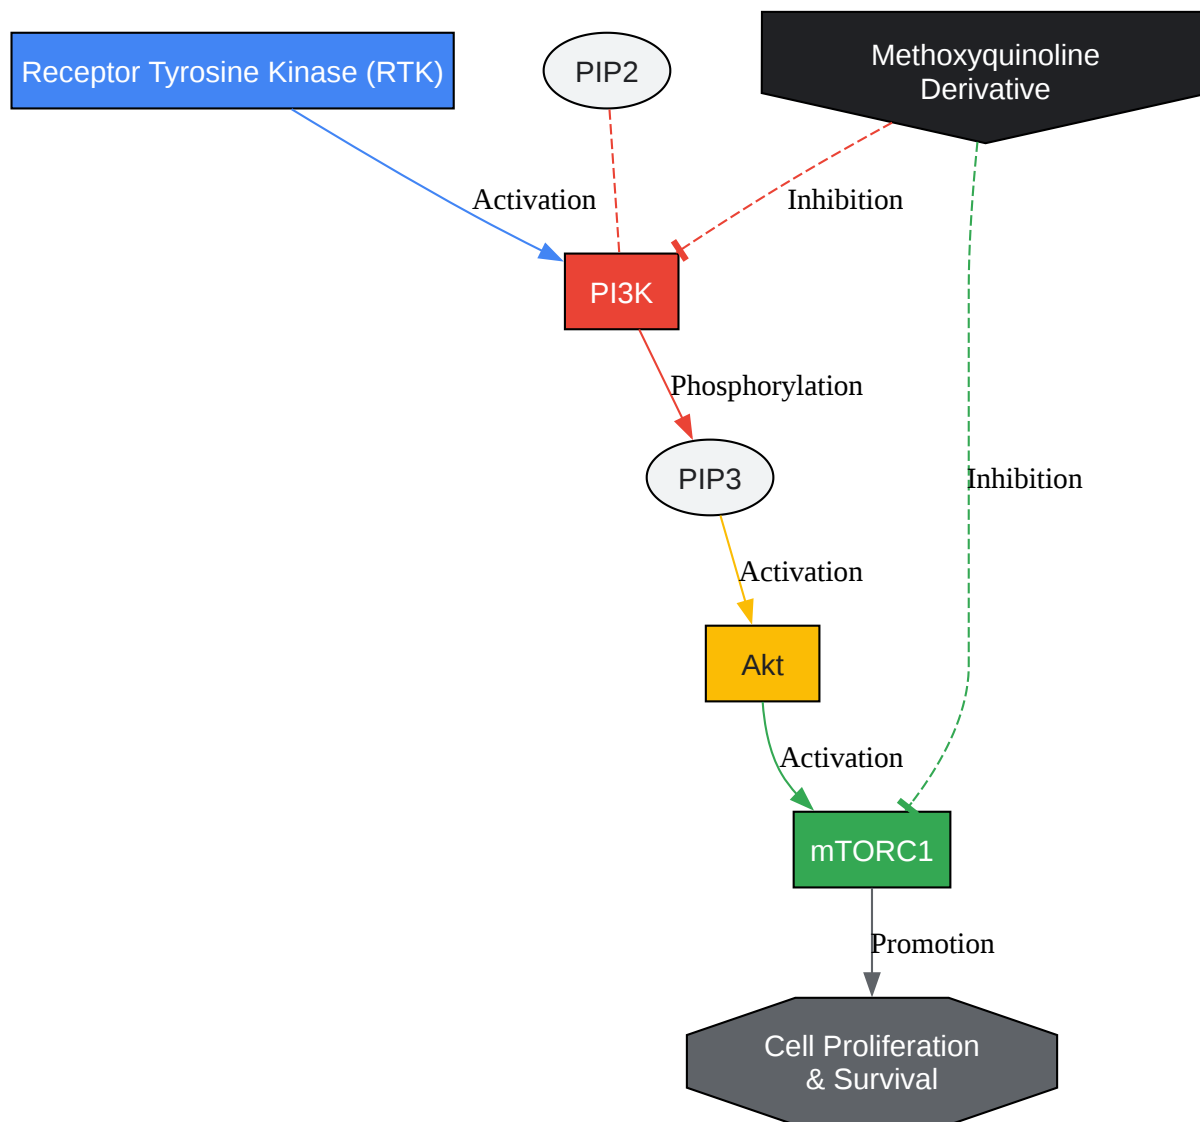 Receptor Tyrosine Kinase (RTK)
PIP2
Methoxyquinoline
Derivative
Activation
Inhibition
PI3K
Phosphorylation
PIP3
Inhibition
Activation
Akt
Activation
mTORC1
Promotion
Cell Proliferation
& Survival